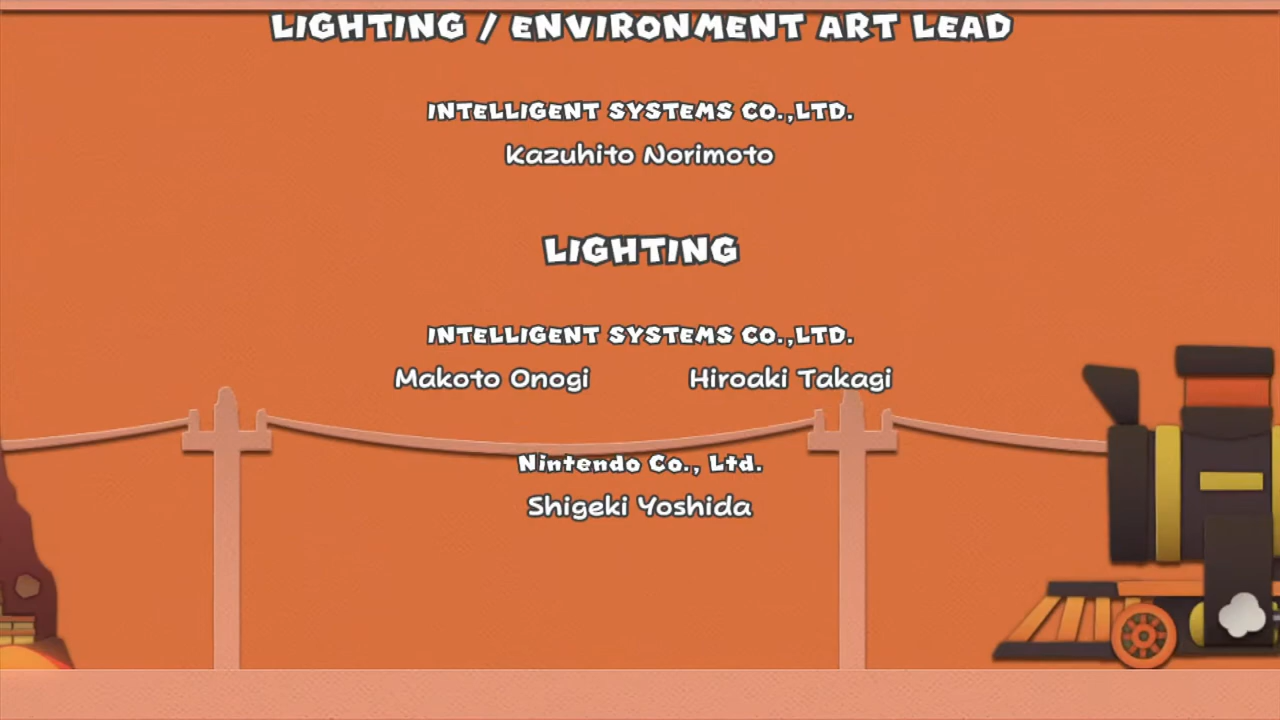 LIGHTING / ENVIRONMENT ART LEAD
INTELLIGENT SYSTEMS CO.,LTD.
Kazuhito Norimoto
LIGHTING
INTELLIGENT SYSTEMS CO.,LTD.
Makoto Onogi Hiroaki Takagi
Nintendo Co., Ltd.
Shigeki Yoshida